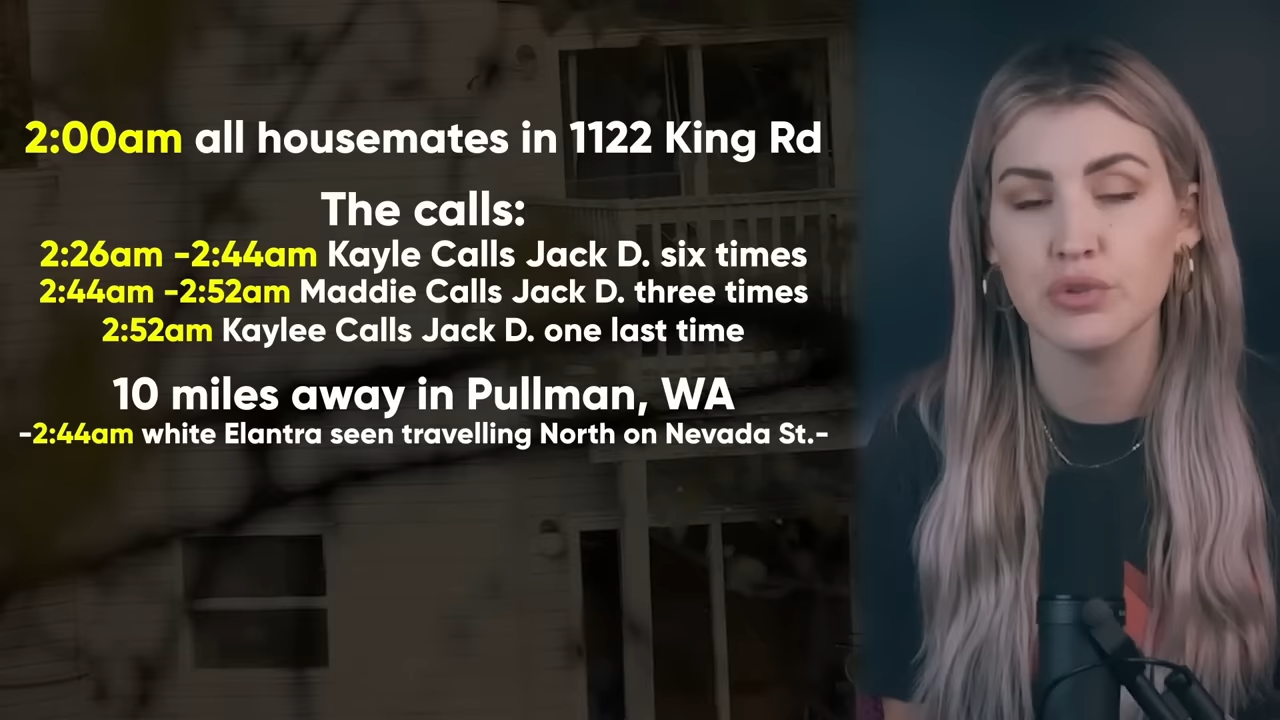 2:00am all housemates in 1122 King Rd
The calls:
2:26am -2:44am Kayle Calls Jack D. six times
2:44am -2:52am Maddie Calls Jack D. three times
2:52am Kaylee Calls Jack D. one last time
10 miles away in Pullman, WA
-2:44am white Elantra seen travelling North on Nevada St.-